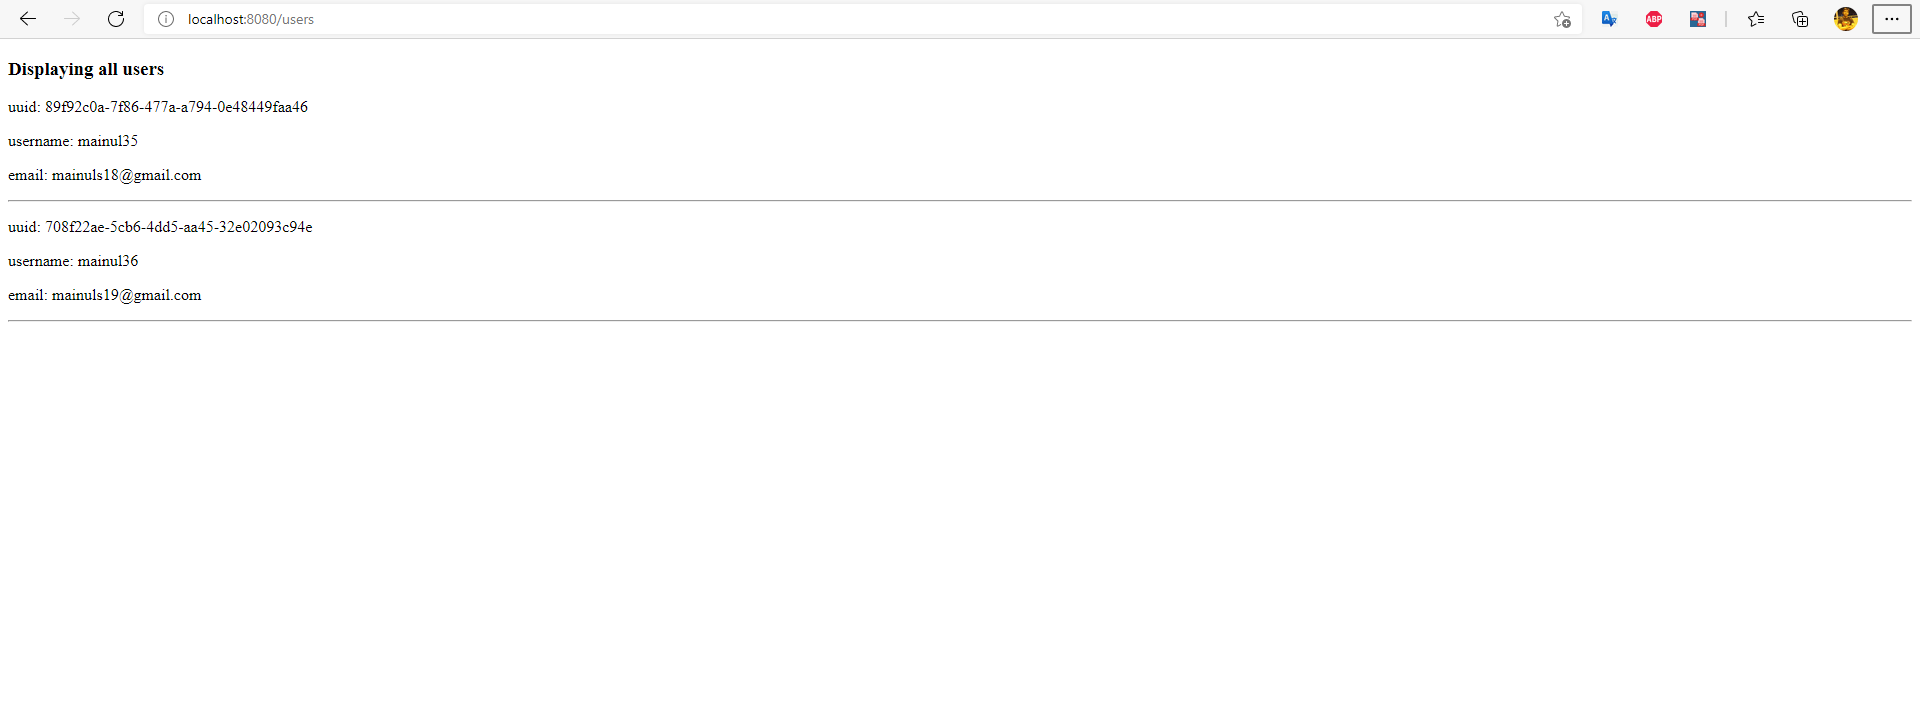 localhost:8080/users
ABP
Displaying all users
uuid: 89f92c0a-7f86-477a-a794-0e48449faa46
username: mainul35
email: mainuls18@gmail.com
uuid: 708f22ae-5cb6-4dd5-aa45-32e02093c94e
username: mainul36
email: mainuls19@gmail.com